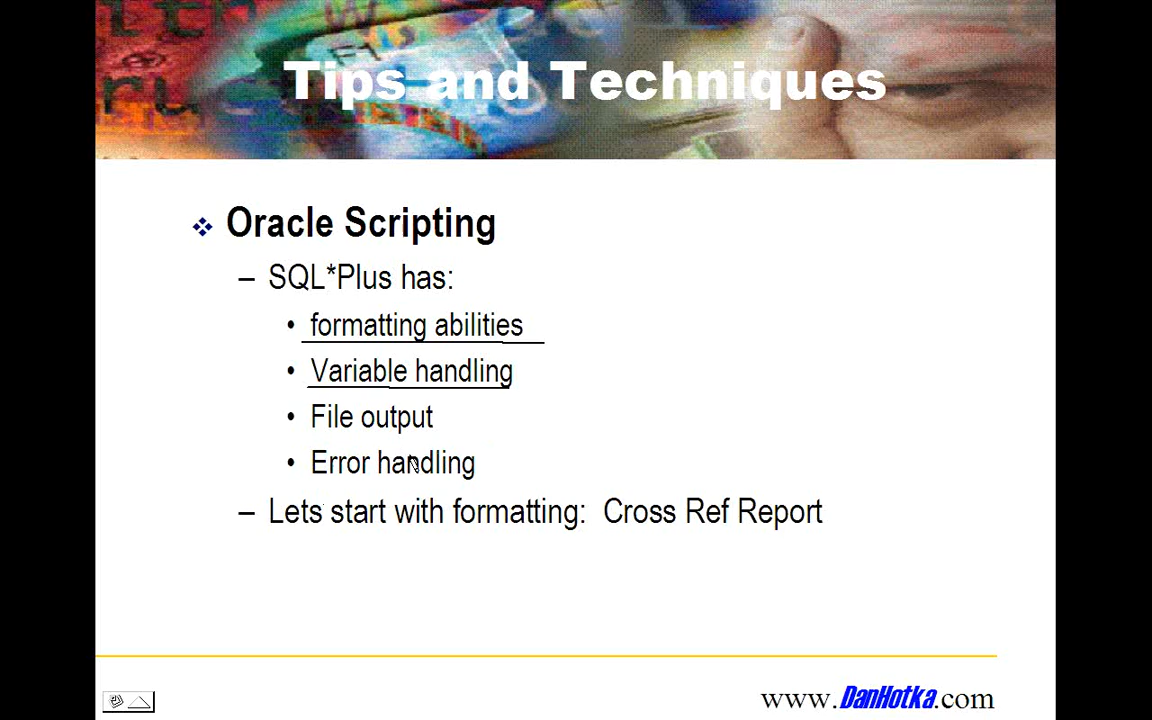 Tips and Techniques
Oracle Scripting
– SQL*Plus has:
• formatting abilities
• Variable handling
• File output
• Error handling
– Lets start with formatting: Cross Ref Report
www.DanHotka.com